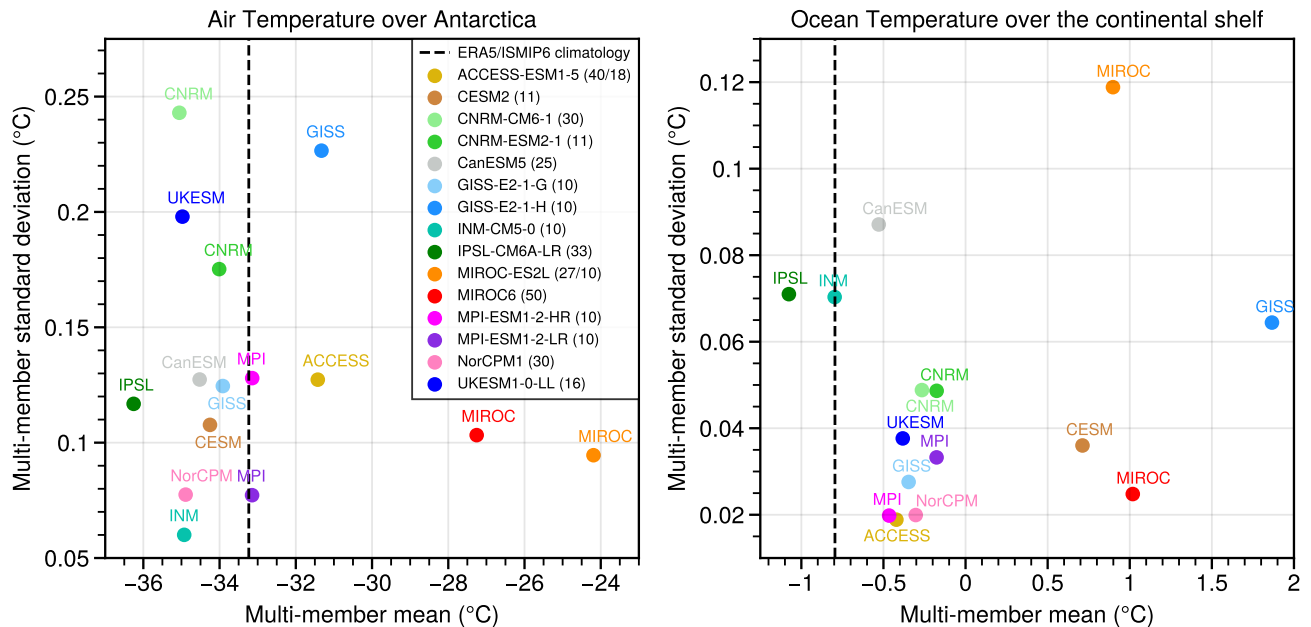 Air Temperature over Antarctica
0.25
0.2
0.15
0.1
0.05
Multi-member standard deviation (°C)
CNRM
GISS
UKESM
CNRM
CanESM
MPI
ACCESS
IPSL
GISS
CESM
MIROC
MIROC
NorCPM
MPI
INM
ERA5/ISMIP6 climatology
ACCESS-ESM1-5 (40/18)
CESM2 (11)
CNRM-CM6-1 (30)
CNRM-ESM2-1 (11)
CanESM5 (25)
GISS-E2-1-G (10)
GISS-E2-1-H (10)
INM-CM5-0 (10)
IPSL-CM6A-LR (33)
MIROC-ES2L (27/10)
MIROC6 (50)
MPI-ESM1-2-HR (10)
MPI-ESM1-2-LR (10)
NorCPM1 (30)
UKESM1-0-LL (16)
−36 −34 −32 −30 −28 −26 −24
Multi-member mean (°C)
Ocean Temperature over the continental shelf
0.12
0.1
0.08
0.06
0.04
0.02
Multi-member standard deviation (°C)
MIROC
CanESM
IPSL
INM
GISS
CNRM
CNRM
UKESM
CESM
MPI
GISS
MIROC
MPI
NorCPM
ACCESS
−1 −0.5 0 0.5 1 1.5 2
Multi-member mean (°C)